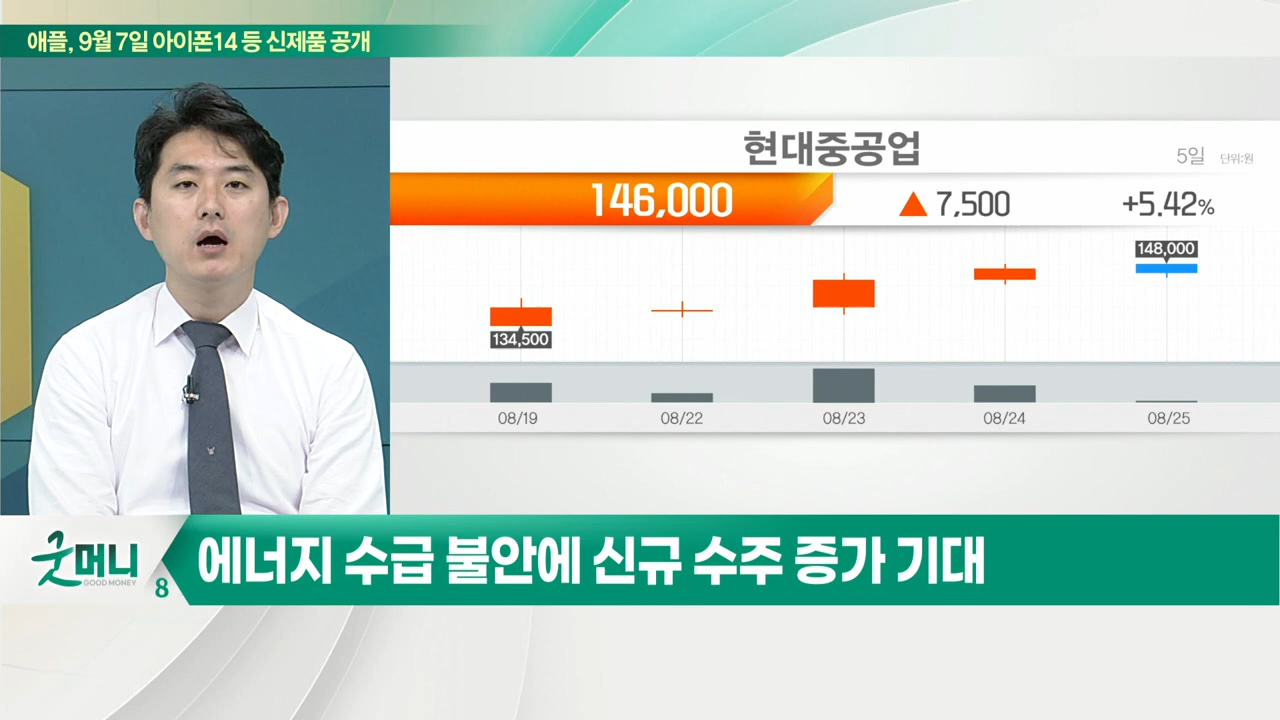 애플, 9월 7일 아이폰14 등 신제품 공개
현대중공업
5일 단위:원
146,000 ▲ 7,500 +5.42%
148,000
134,500
08/19 08/22 08/23 08/24 08/25
굿머니
GOOD MONEY
8
에너지 수급 불안에 신규 수주 증가 기대